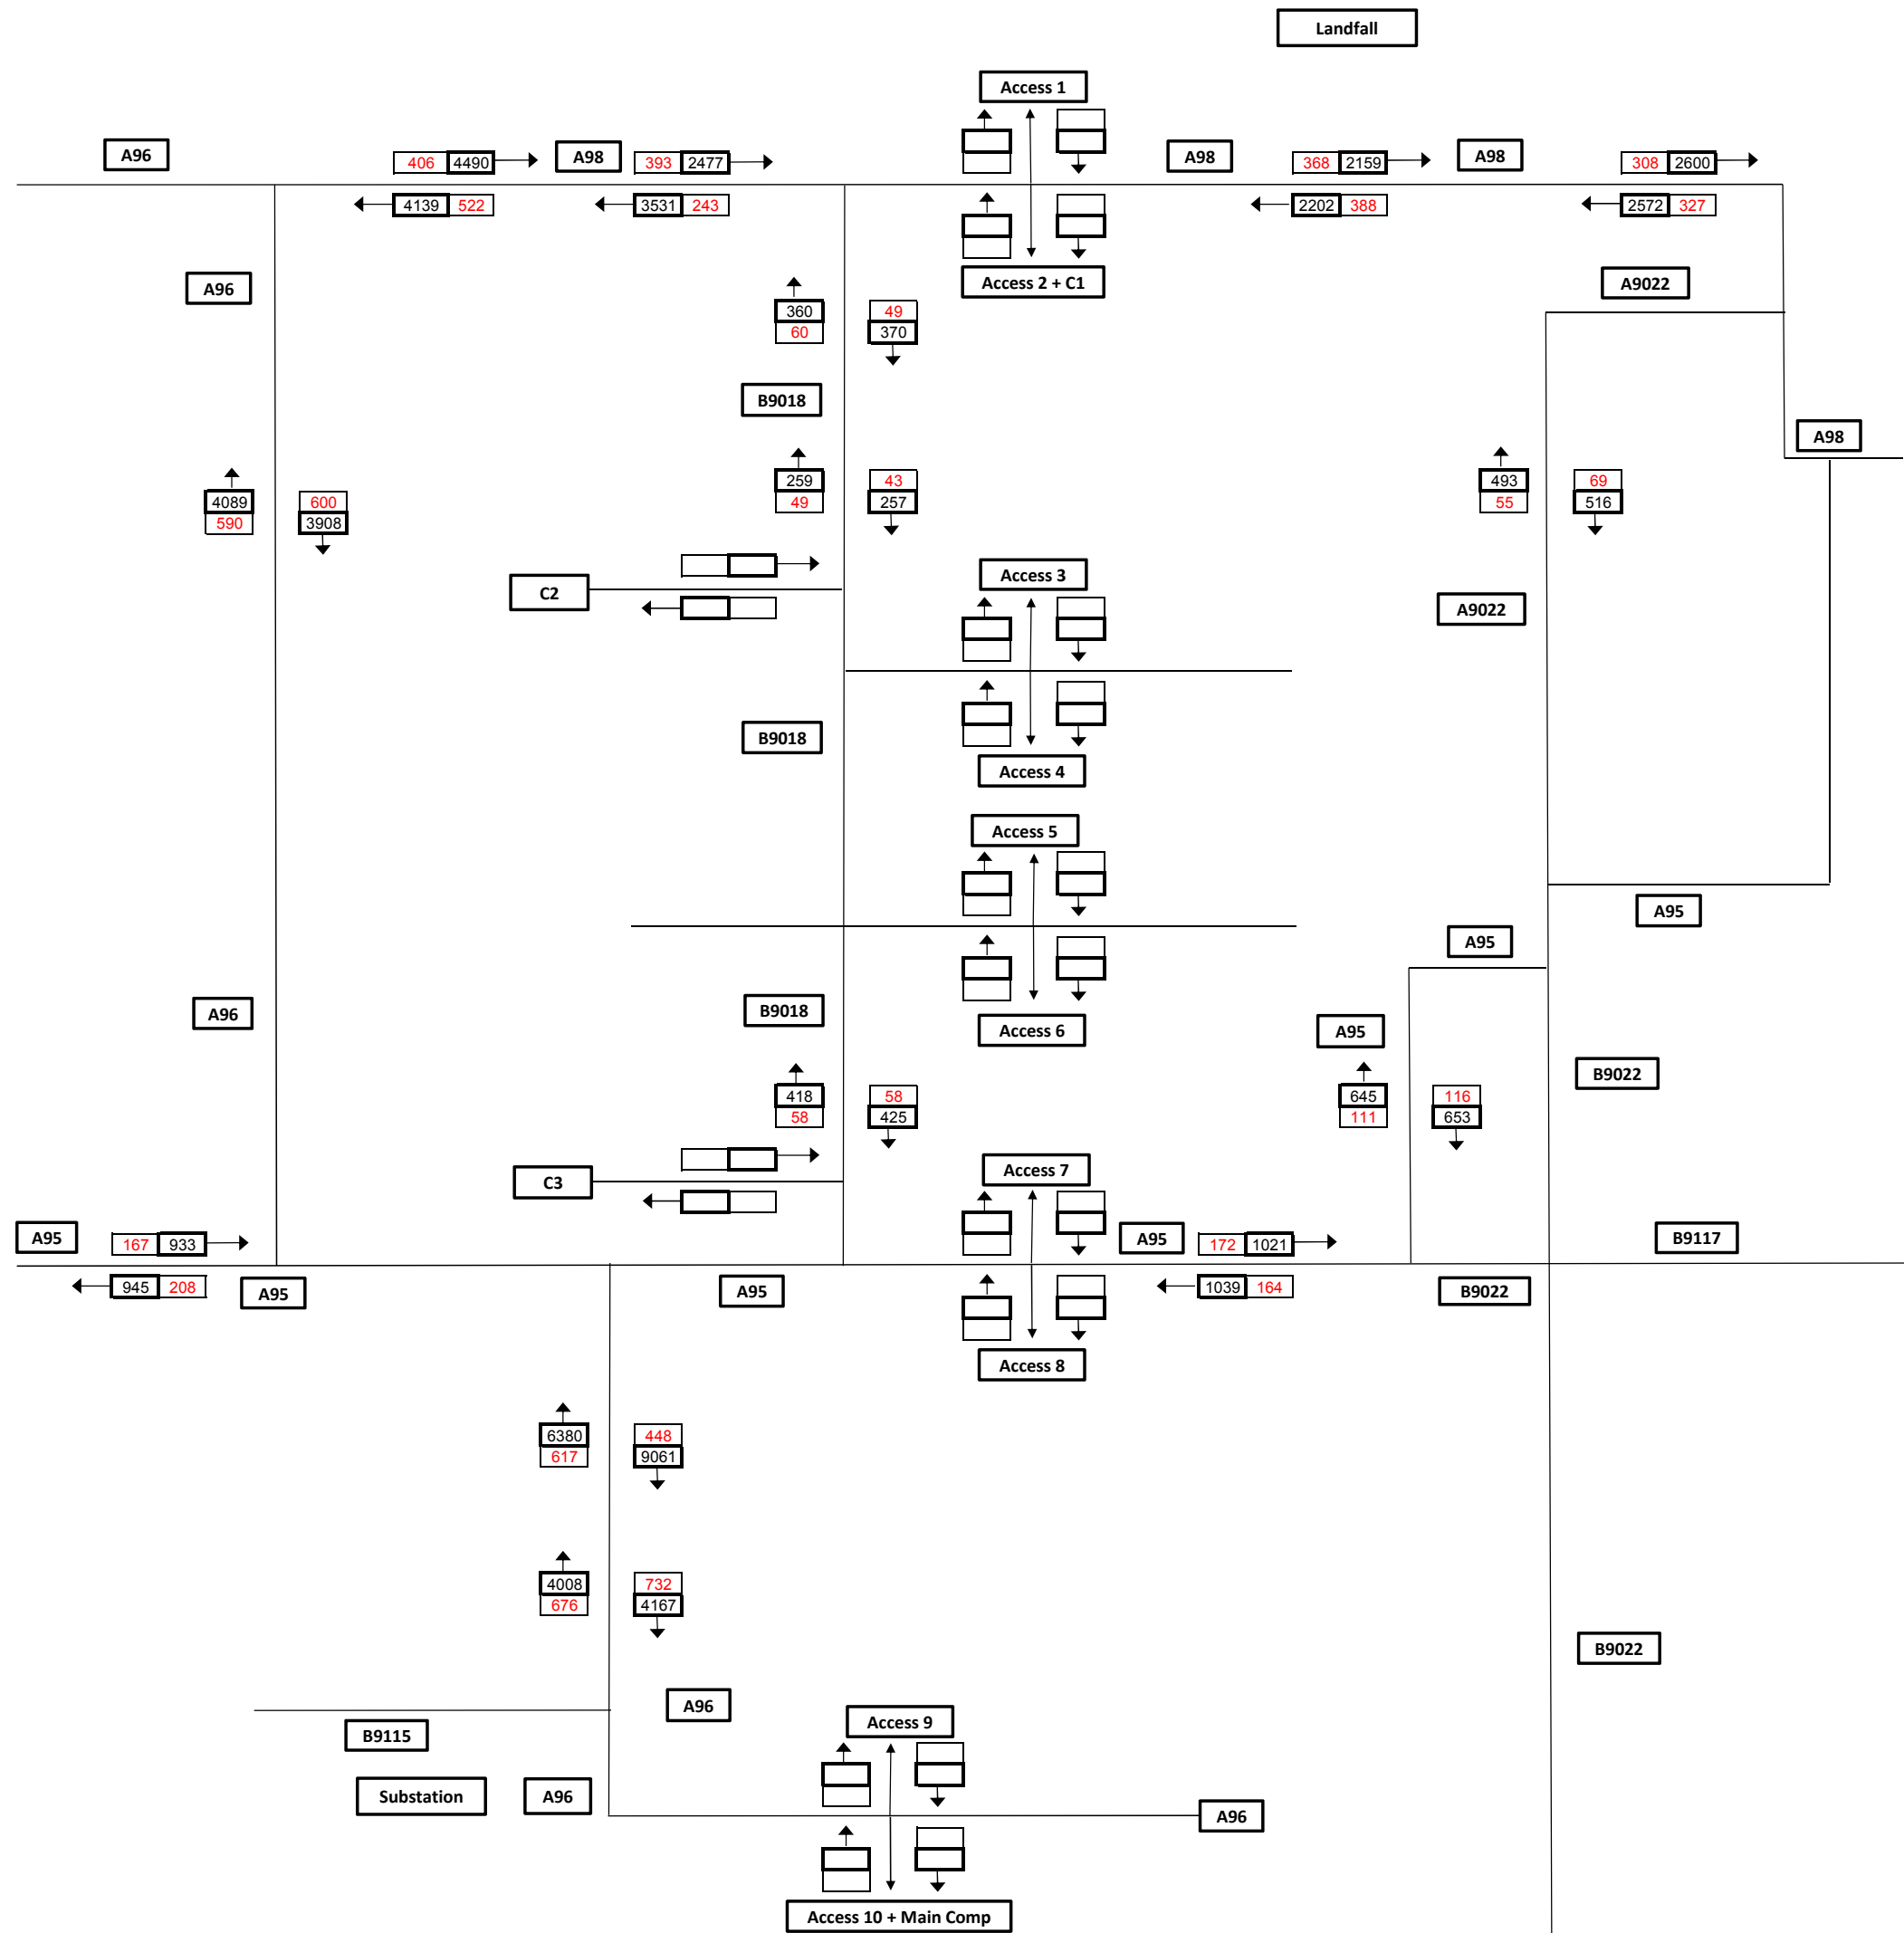 Landfall
Access 1
A96
406 4490
A98
393 2477
A98
368 2159
A98
308 2600
4139 522
3531 243
2202 388
2572 327
A96
Access 2 + C1
A9022
360
60
49
370
B9018
A98
4089
590
600
3908
259
49
43
257
493
55
69
516
C2
Access 3
A9022
B9018
Access 4
Access 5
A95
A95
A96
B9018
Access 6
A95
B9022
418
58
58
425
645
111
116
653
C3
Access 7
A95
167 933
A95
172 1021
B9117
945 208
A95
A95
1039 164
B9022
Access 8
6380
617
448
9061
4008
676
732
4167
B9022
A96
Access 9
B9115
Substation
A96
A96
Access 10 + Main Comp